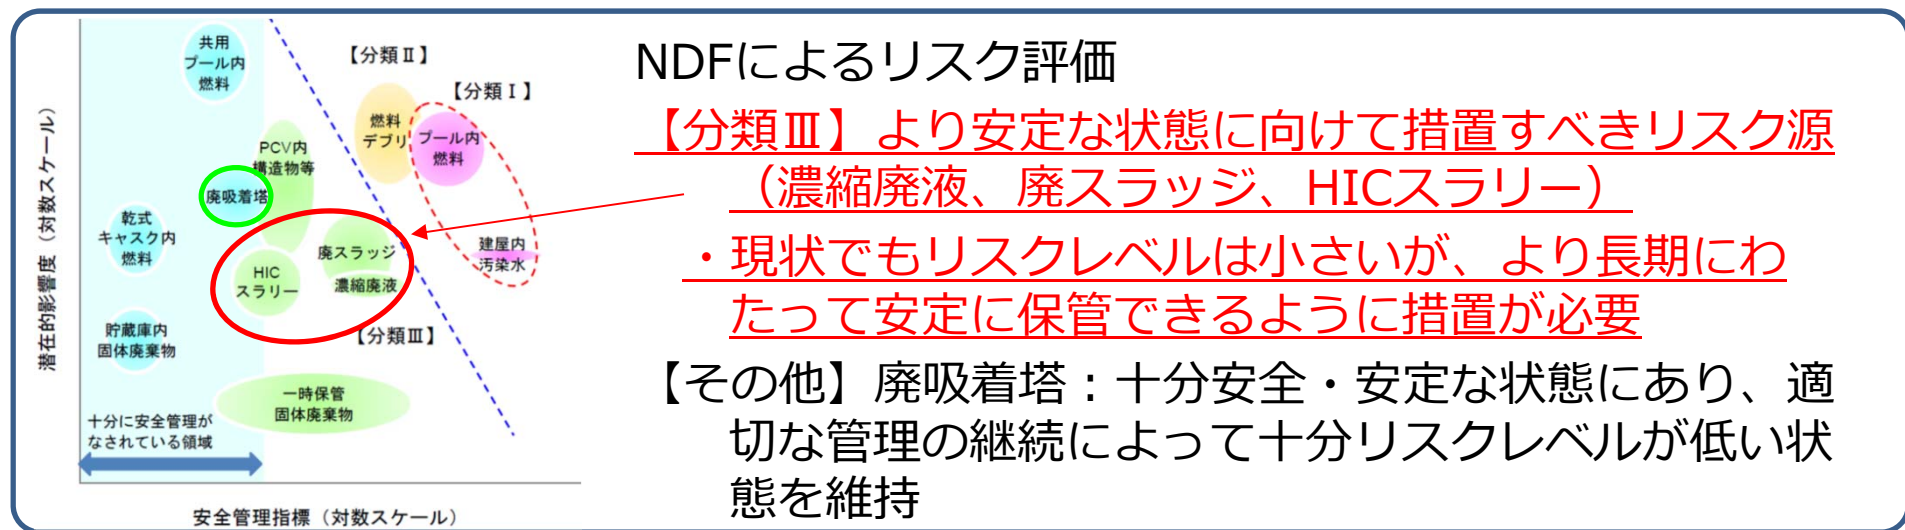 共用
プール内
燃料
【分類Ⅱ】
【分類Ⅰ】
燃料
デブリ
プール内
燃料
PCV内
構造物等
廃吸着塔
乾式
キャスク内
燃料
廃スラッジ
建屋内
汚染水
HIC
スラリー
濃縮廃液
【分類Ⅲ】
貯蔵庫内
固体廃棄物
一時保管
固体廃棄物
十分に安全管理が
なされている領域
潜在的影響度（対数スケール）
安全管理指標（対数スケール）
NDFによるリスク評価
【分類Ⅲ】より安定な状態に向けて措置すべきリスク源
（濃縮廃液、廃スラッジ、HICスラリー）
・現状でもリスクレベルは小さいが、より長期にわ
たって安定に保管できるように措置が必要
【その他】廃吸着塔：十分安全・安定な状態にあり、適
切な管理の継続によって十分リスクレベルが低い状
態を維持